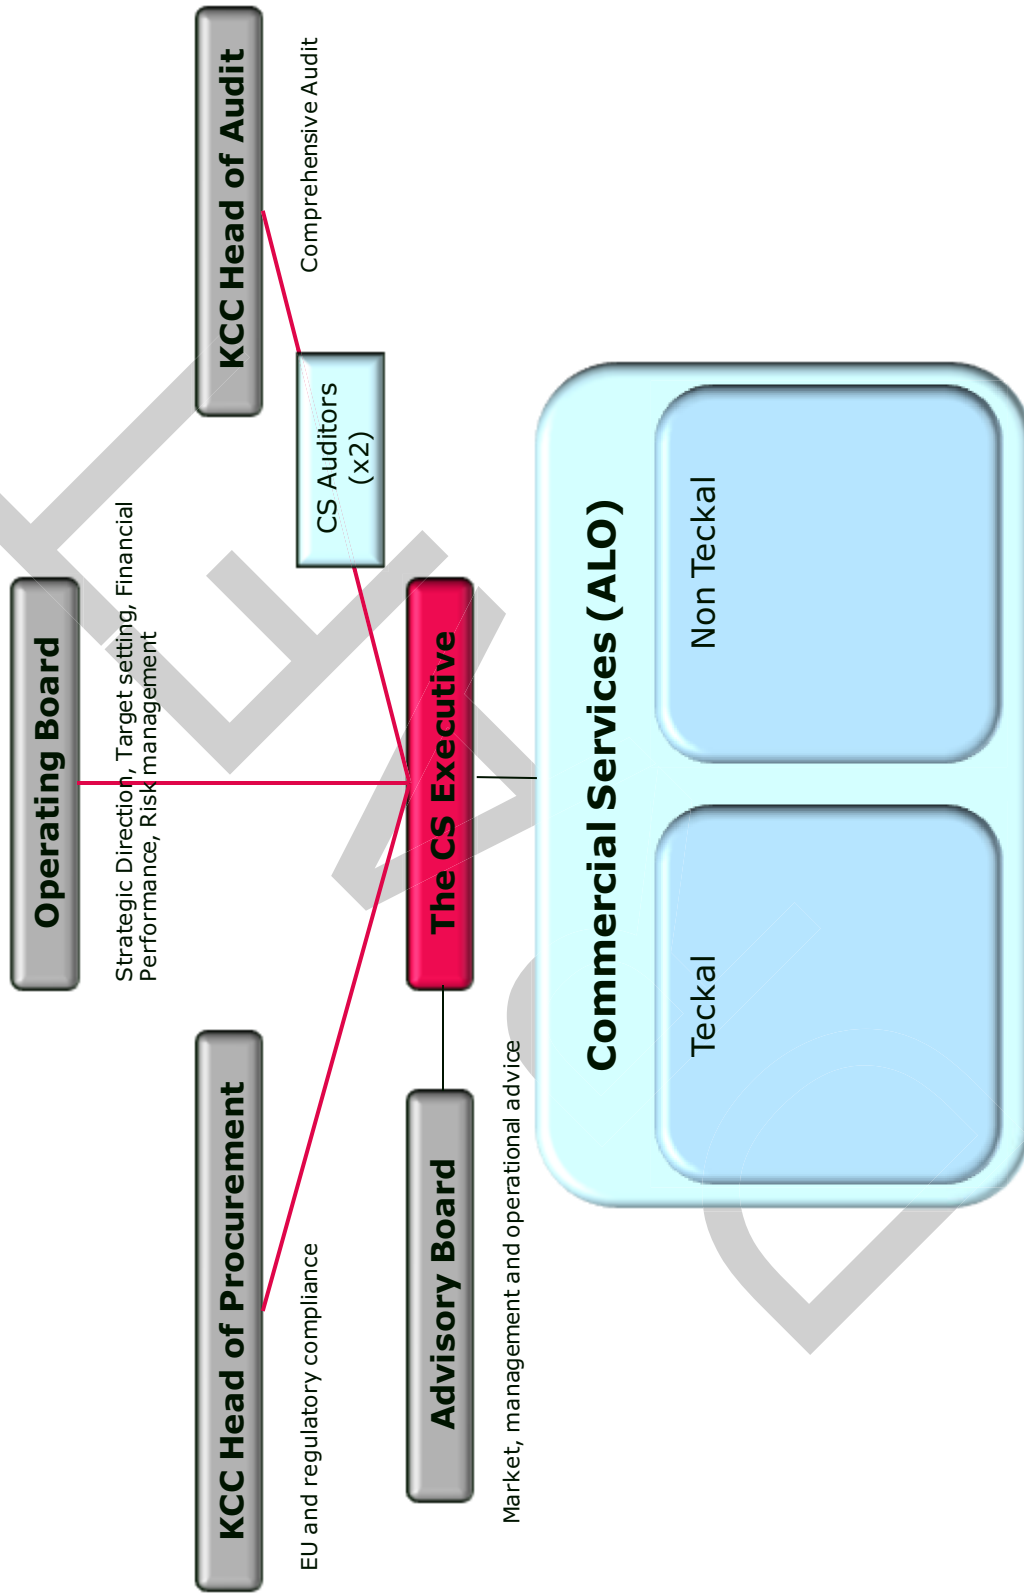 Operating Board
Strategic Direction, Target setting, Financial
Performance, Risk management
KCC Head of Procurement
KCC Head of Audit
EU and regulatory compliance
Comprehensive Audit
CS Auditors
(x2)
Advisory Board
The CS Executive
Market, management and operational advice
Commercial Services (ALO)
Teckal
Non Teckal